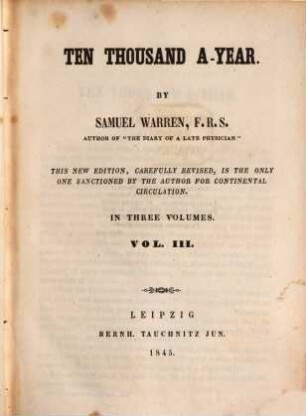 TEN THOUSAND A-YEAR.
BY
SAMUEL WARREN, F.R.S.
AUTHOR OF "THE DIARY OF A LATE PHYSICIAN"
THIS NEW EDITION, CAREFULLY REVISED, IS THE ONLY
ONE SANCTIONED BY THE AUTHOR FOR CONTINENTAL
CIRCULATION.
IN THREE VOLUMES.
VOL. III.
LEIPZIG
BERNH. TAUCHNITZ JUN.
1845.